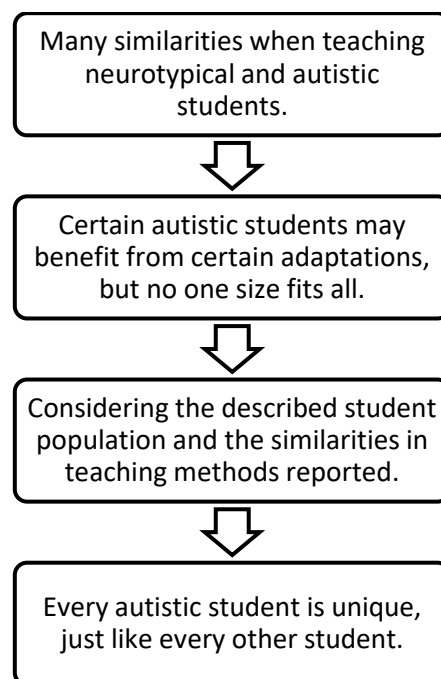 Many similarities when teaching
neurotypical and autistic
students.
Certain autistic students may
benefit from certain adaptations,
but no one size fits all.
Considering the described student
population and the similarities in
teaching methods reported.
Every autistic student is unique,
just like every other student.